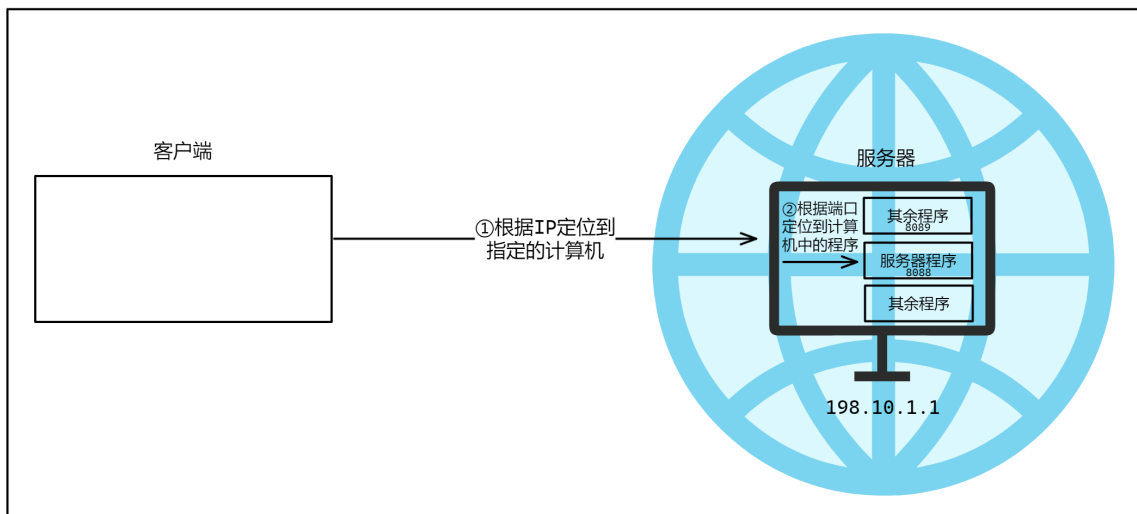 客户端
服务器
①根据IP定位到
指定的计算机
②根据端口
定位到计算
机中的程序
其余程序
8089
服务器程序
8088
其余程序
198.10.1.1